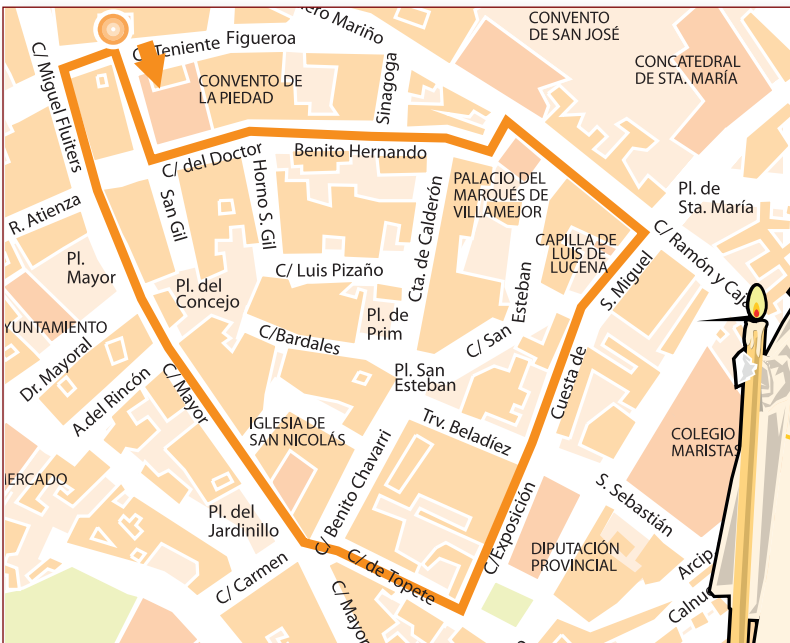 CONVENTO
DE SAN JOSÉ
ero Mariño
C/ Teniente Figueroa
C/ Miguel Fluiters
CONVENTO DE
LA PIEDAD
Sinagoga
CONCATEDRAL
DE STA. MARÍA
C/ del Doctor
Benito Hernando
San Gil
Horno S. Gil
R. Atienza
PALACIO DEL
MARQUÉS DE
VILLAMEJOR
Pl. de
Sta. María
C/ Ramón y Caja
Cta. de Calderón
CAPILLA DE
LUIS DE
LUCENA
Pl.
Mayor
Pl. del
Concejo
C/ Luis Pizaño
C/ San Esteban
Cuesta de S. Miguel
Pl. de
Prim
C/Bardales
YUNTAMIENTO
Dr. Mayoral
A.del Rincón
C/ Mayor
Pl. San
Esteban
Trv. Beladíez
IGLESIA DE
SAN NICOLÁS
COLEGIO
MARISTAS
MERCADO
C/ Benito Chavarri
S. Sebastián
Pl. del
Jardinillo
C/Exposición
DIPUTACIÓN
PROVINCIAL
C/ Carmen
C/ de Topete
C/ Mayor
Arcip
Calnu